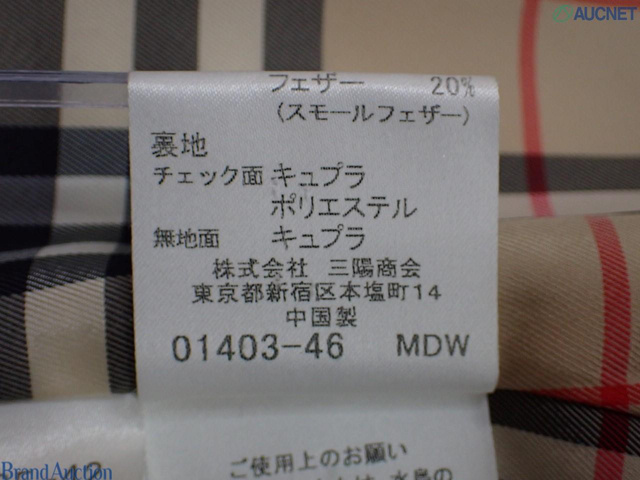 AUCNET
フェザー 20%
(スモールフェザー)
裏地
チェック面 キュプラ
ポリエステル
無地面 キュプラ
株式会社 三陽商会
東京都新宿区本塩町14
中国製
01403-46 MDW
ご使用上のお願い
Brand Auction